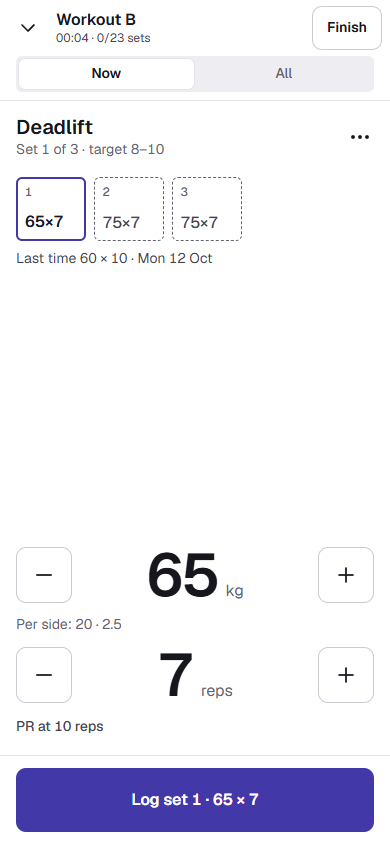 Workout B
00:04 · 0/23 sets
Finish
Now
All
Deadlift
Set 1 of 3 · target 8–10
1
65×7
2
75×7
3
75×7
Last time 60 × 10 · Mon 12 Oct
65 kg
Per side: 20 · 2.5
7 reps
PR at 10 reps
Log set 1 · 65 × 7